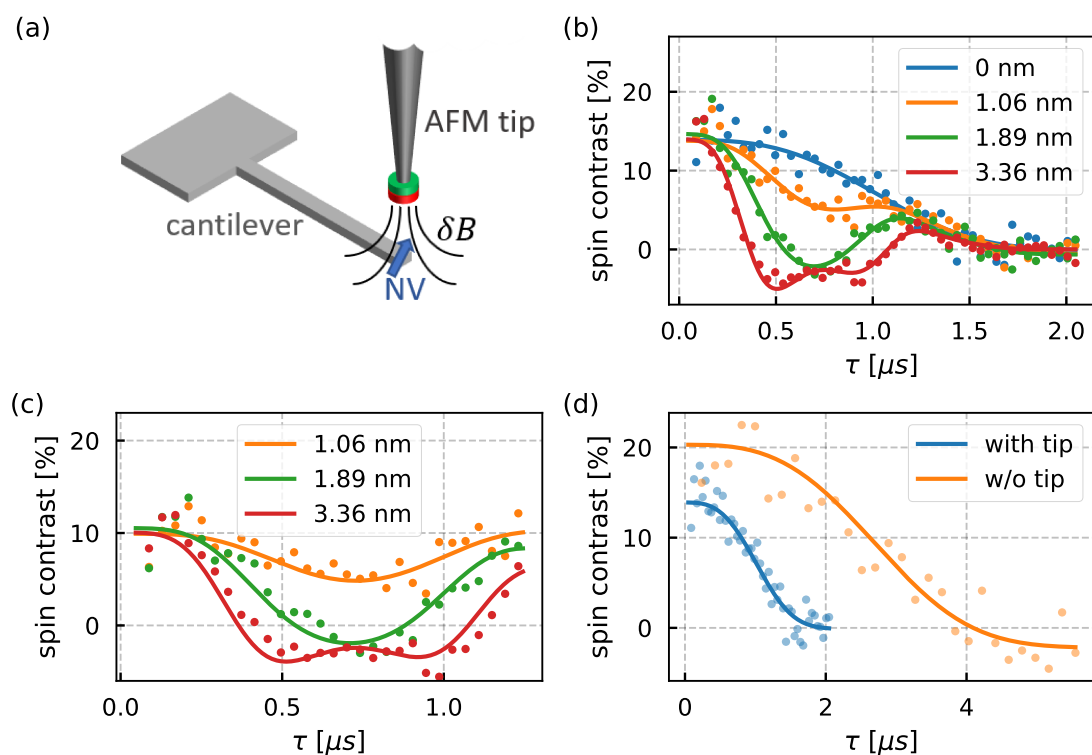 (a)
AFM tip
cantilever
δB
NV
(b)
spin contrast [%]
20
10
0
0.0 0.5 1.0 1.5 2.0
τ [μs]
0 nm
1.06 nm
1.89 nm
3.36 nm
(c)
spin contrast [%]
20
10
0
0.0 0.5 1.0
τ [μs]
1.06 nm
1.89 nm
3.36 nm
(d)
spin contrast [%]
20
10
0
0 2 4
τ [μs]
with tip
w/o tip